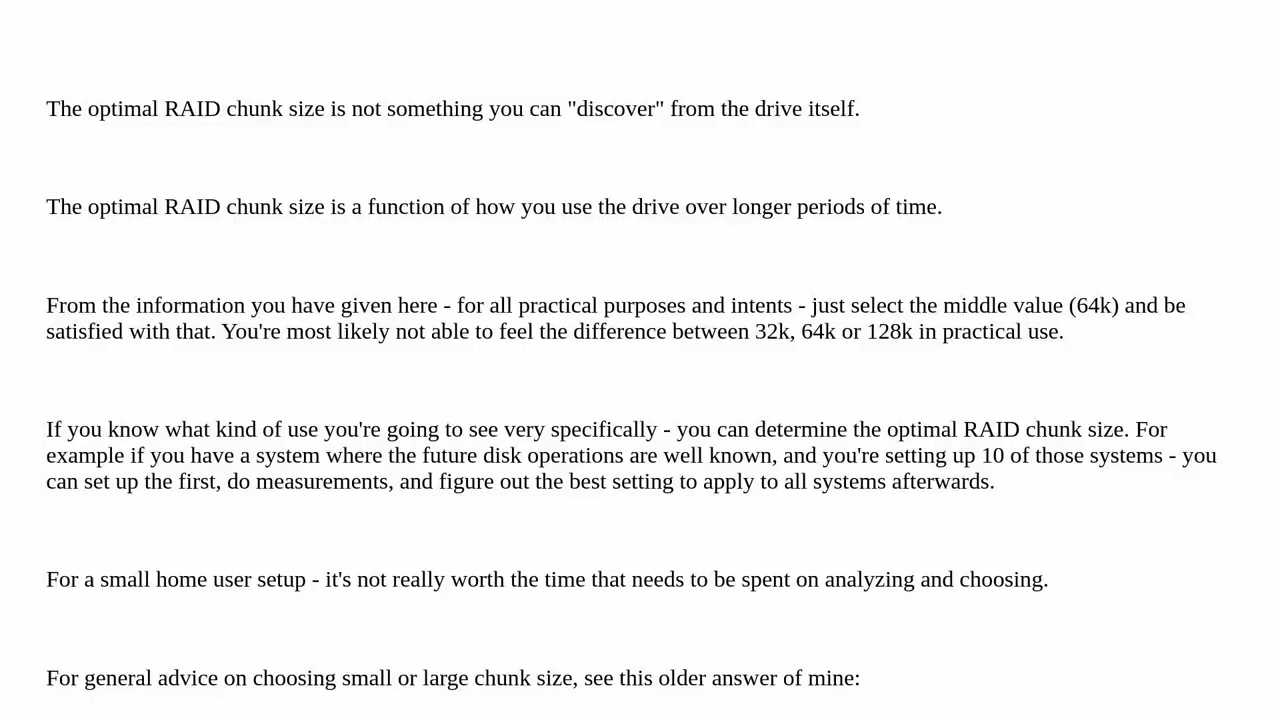 The optimal RAID chunk size is not something you can "discover" from the drive itself.
The optimal RAID chunk size is a function of how you use the drive over longer periods of time.
From the information you have given here - for all practical purposes and intents - just select the middle value (64k) and be
satisfied with that. You're most likely not able to feel the difference between 32k, 64k or 128k in practical use.
If you know what kind of use you're going to see very specifically - you can determine the optimal RAID chunk size. For
example if you have a system where the future disk operations are well known, and you're setting up 10 of those systems - you
can set up the first, do measurements, and figure out the best setting to apply to all systems afterwards.
For a small home user setup - it's not really worth the time that needs to be spent on analyzing and choosing.
For general advice on choosing small or large chunk size, see this older answer of mine: